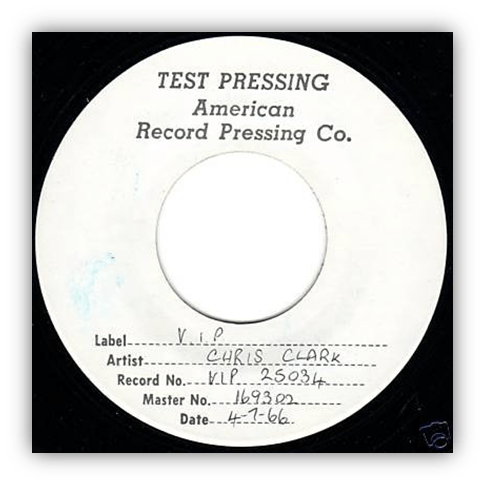 TEST PRESSING
American
Record Pressing Co.
Label V.I.P
Artist CHRIS CLARK
Record No. VIP 25034
Master No. 169302
Date 4-7-66